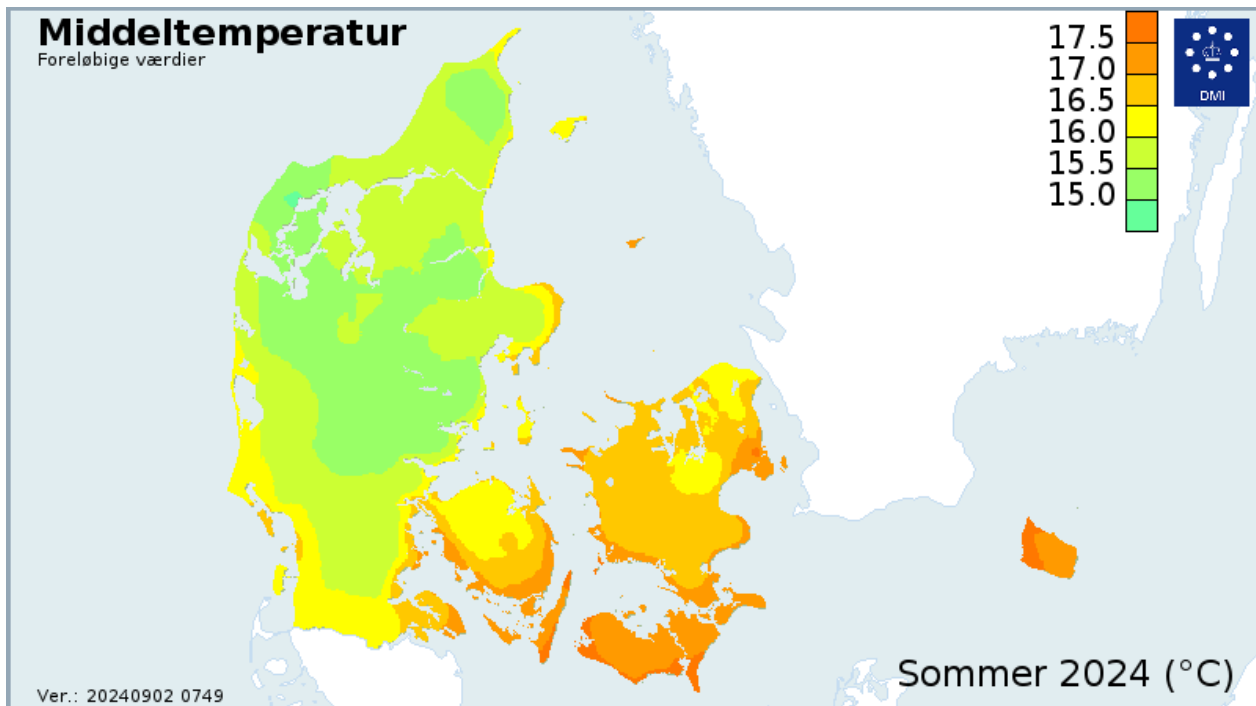 Middeltemperatur
Foreløbige værdier
17.5
17.0
16.5
16.0
15.5
15.0
DMI
Sommer 2024 (°C)
Ver.: 20240902 0749